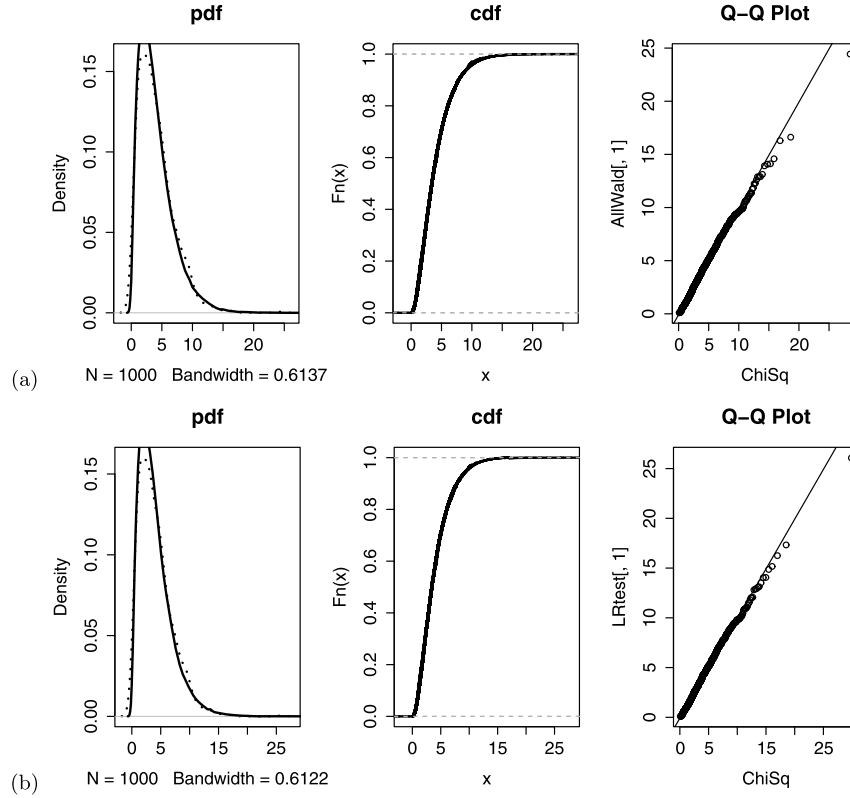 pdf
cdf
Q−Q Plot
Density
0.00 0.05 0.10 0.15
0 5 10 20
N = 1000 Bandwidth = 0.6137
Fn(x)
0.0 0.2 0.4 0.6 0.8 1.0
0 5 10 20
x
AllWald[, 1]
0 5 10 15 20 25
0 5 10 20
ChiSq
(a)
pdf
cdf
Q−Q Plot
Density
0.00 0.05 0.10 0.15
0 5 15 25
N = 1000 Bandwidth = 0.6122
Fn(x)
0.0 0.2 0.4 0.6 0.8 1.0
0 5 15 25
x
LRtest[, 1]
0 5 10 15 20 25
0 5 15 25
ChiSq
(b)